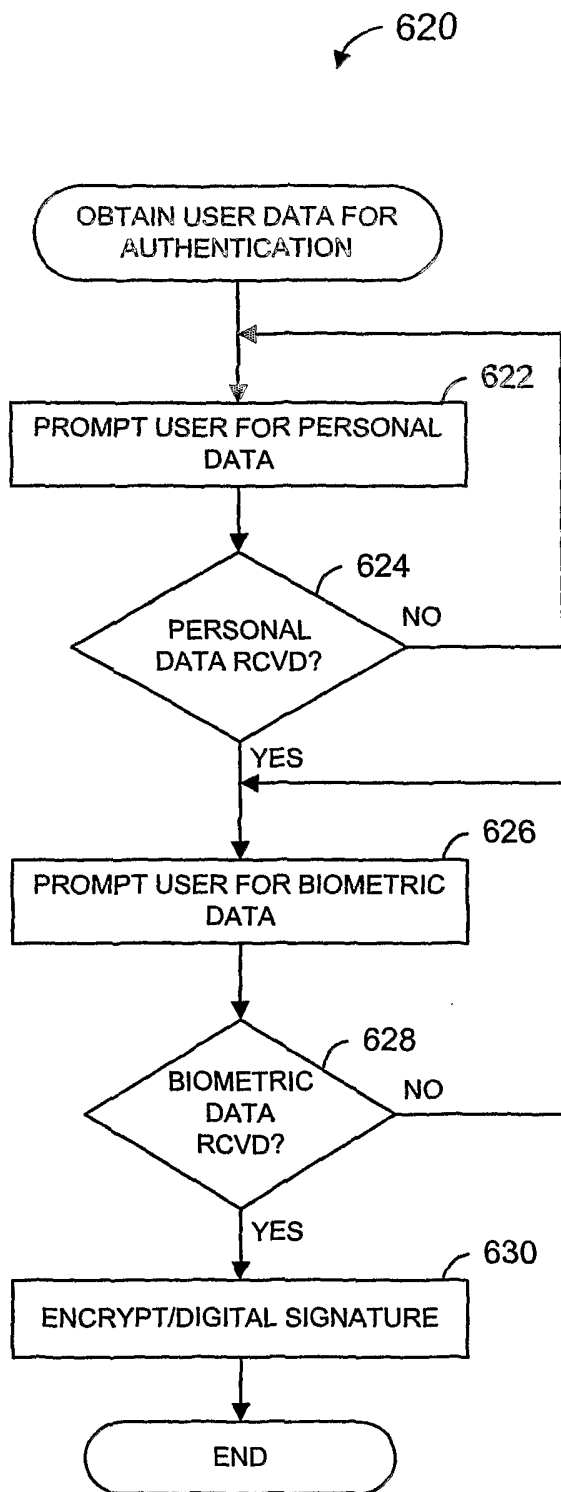 620
OBTAIN USER DATA FOR
AUTHENTICATION
622
PROMPT USER FOR PERSONAL
DATA
624
PERSONAL
DATA RCVD?
NO
YES
626
PROMPT USER FOR BIOMETRIC
DATA
628
BIOMETRIC
DATA
RCVD?
NO
YES
630
ENCRYPT/DIGITAL SIGNATURE
END